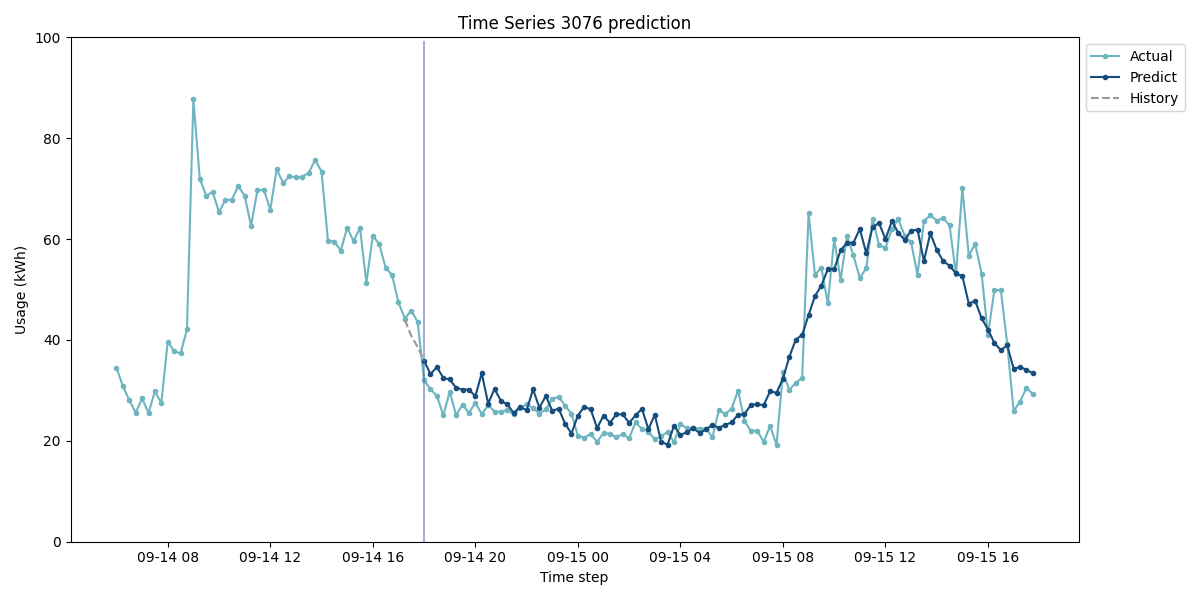 Time Series 3076 prediction
Usage (kWh)
100
80
60
40
20
0
09-14 08
09-14 12
09-14 16
09-14 20
09-15 00
09-15 04
09-15 08
09-15 12
09-15 16
Time step
Actual
Predict
History